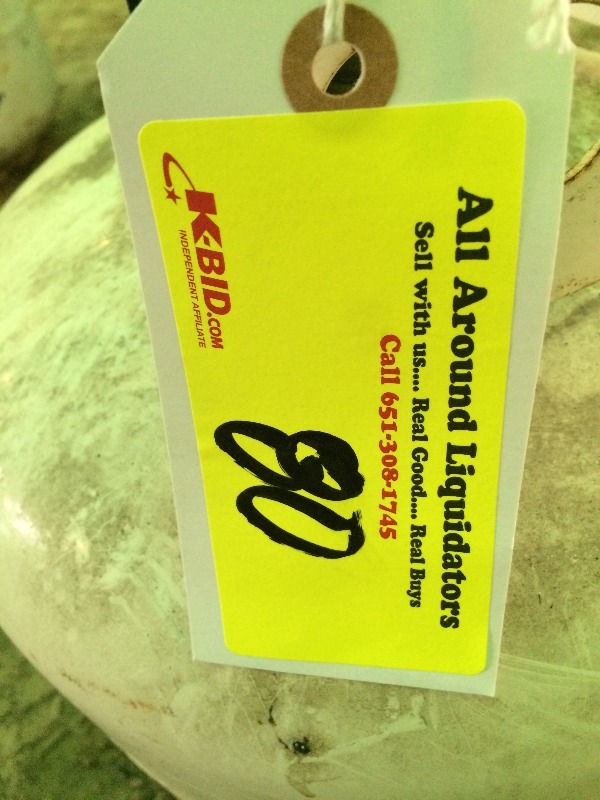 All Around Liquidators
Sell with us.... Real Good.... Real Buys
Call 651-308-1745
80
K-BID.COM
INDEPENDENT AFFILIATE